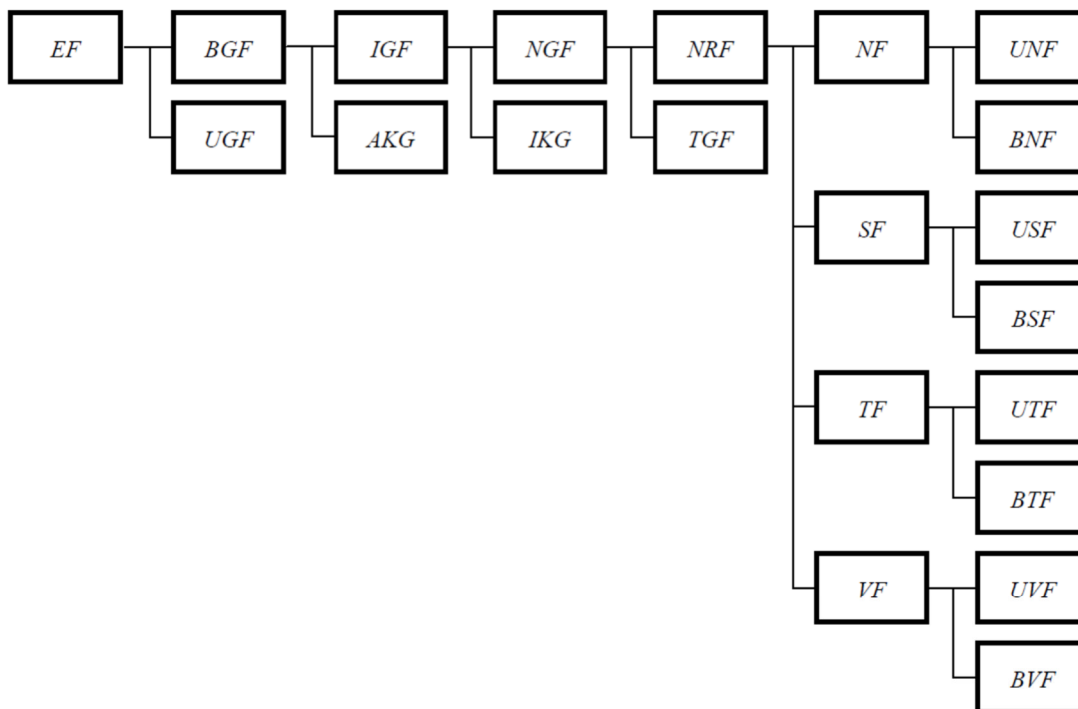 EF BGF IGF NGF NRF NF UNF
UGF AKG IKG TGF BNF
SF USF
BSF
TF UTF
BTF
VF UVF
BVF